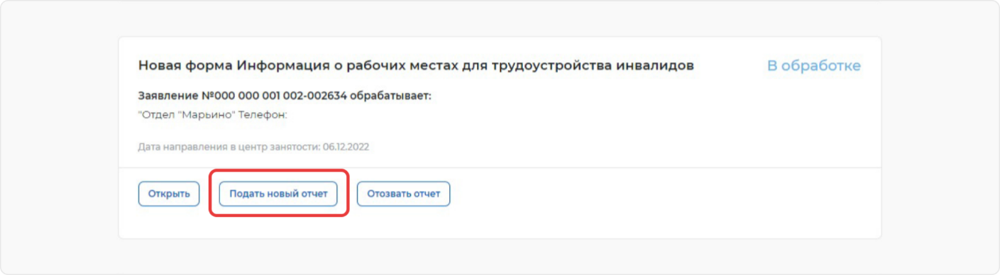 Новая форма Информация о рабочих местах для трудоустройства инвалидов
В обработке
Заявление №000 000 001 002-002634 обрабатывает:
"Отдел "Марьино" Телефон:
Дата направления в центр занятости: 06.12.2022
Открыть
Подать новый отчет
Отозвать отчет